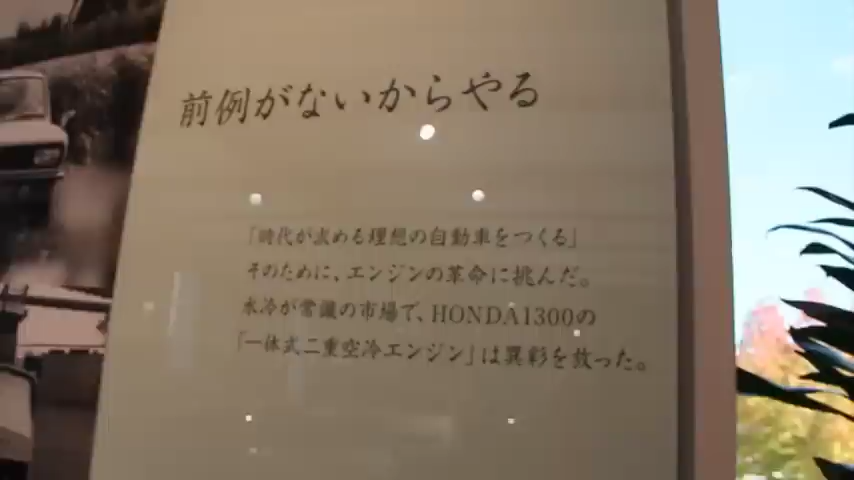 前例がないからやる
「時代が求める理想の自動車をつくる」
そのために、エンジンの革命に挑んだ。
水冷が常識の市場で、HONDA1300の
「一体式二重空冷エンジン」は異彩を放った。